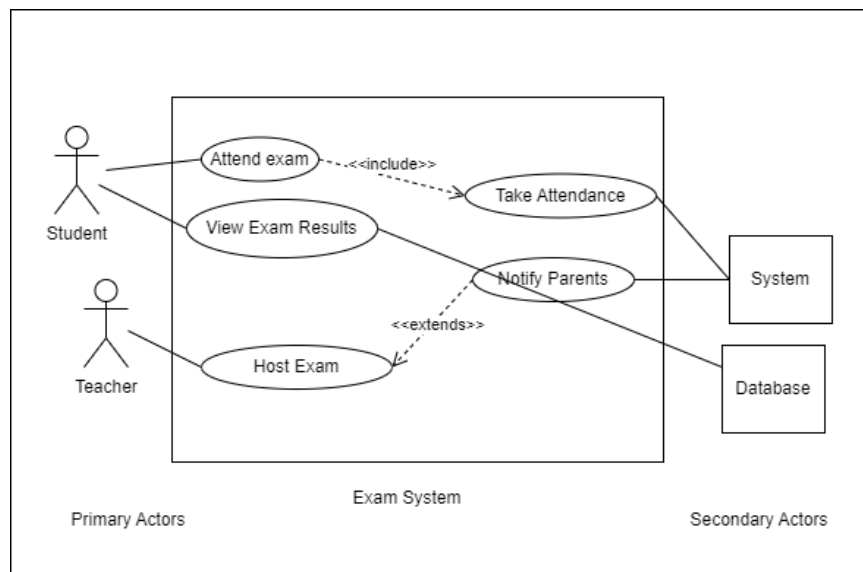 Attend exam
<<include>>
Take Attendance
Student
View Exam Results
Notify Parents
System
<<extends>>
Teacher
Host Exam
Database
Exam System
Primary Actors
Secondary Actors